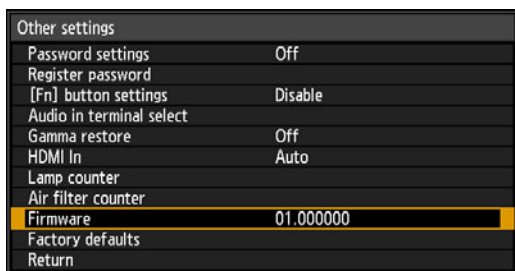 Other settings
Password settings Off
Register password
[Fn] button settings Disable
Audio in terminal select
Gamma restore Off
HDMI In Auto
Lamp counter
Air filter counter
Firmware 01.000000
Factory defaults
Return